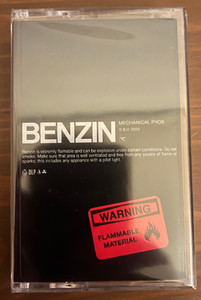 BENZIN
MECHANICAL PYOB
Benzin is extremely flamable and can be explosive under certain conditions. Do not
smoke. Make sure that area is well ventilated and free from any source of flame or
sparks; this includes any appliance with a pilot light.
WARNING
FLAMMABLE
MATERIAL